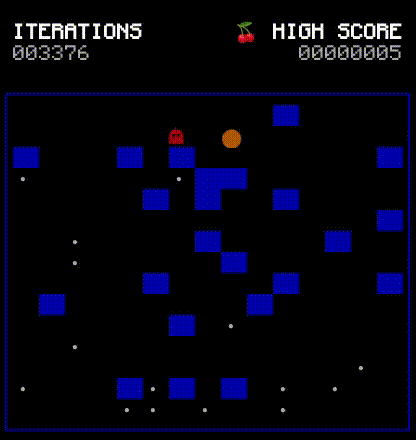 ITERATIONS
HIGH SCORE
003376
00000005